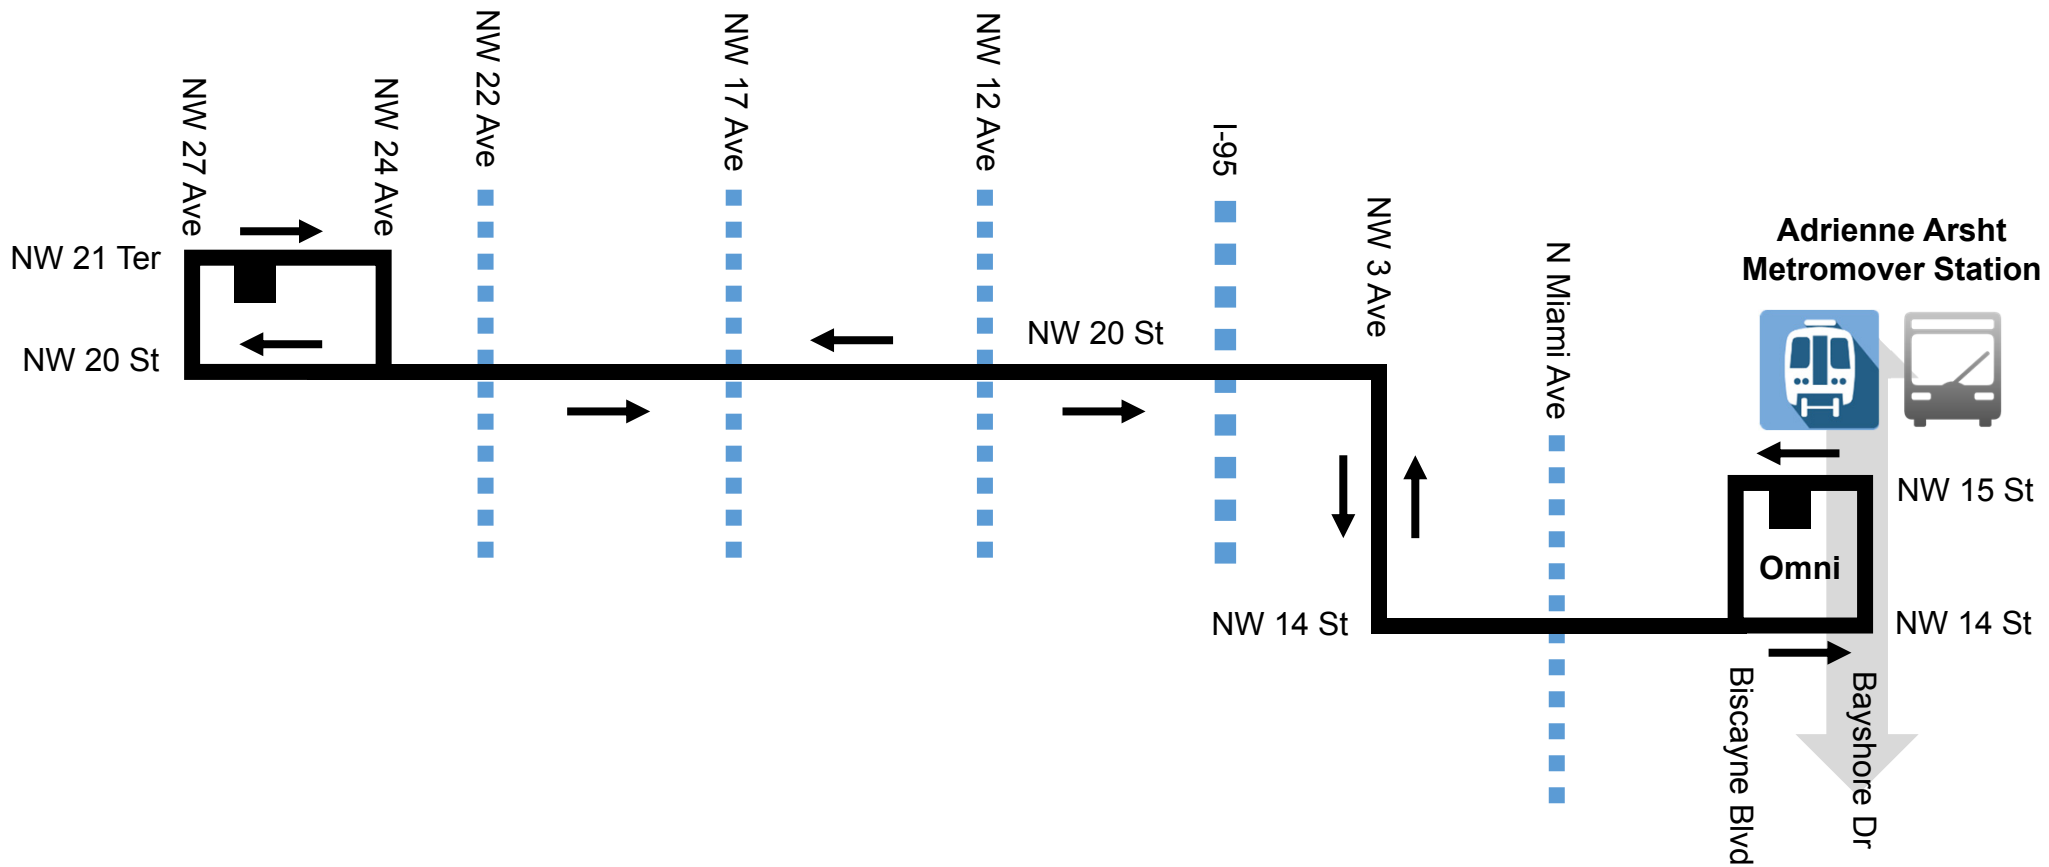 NW 27 Ave
NW 24 Ave
NW 22 Ave
NW 17 Ave
NW 12 Ave
I-95
NW 3 Ave
N Miami Ave
Adrienne Arsht
Metromover Station
NW 21 Ter
NW 20 St
NW 20 St
NW 15 St
Omni
NW 14 St
NW 14 St
Biscayne Blvd
Bayshore Dr